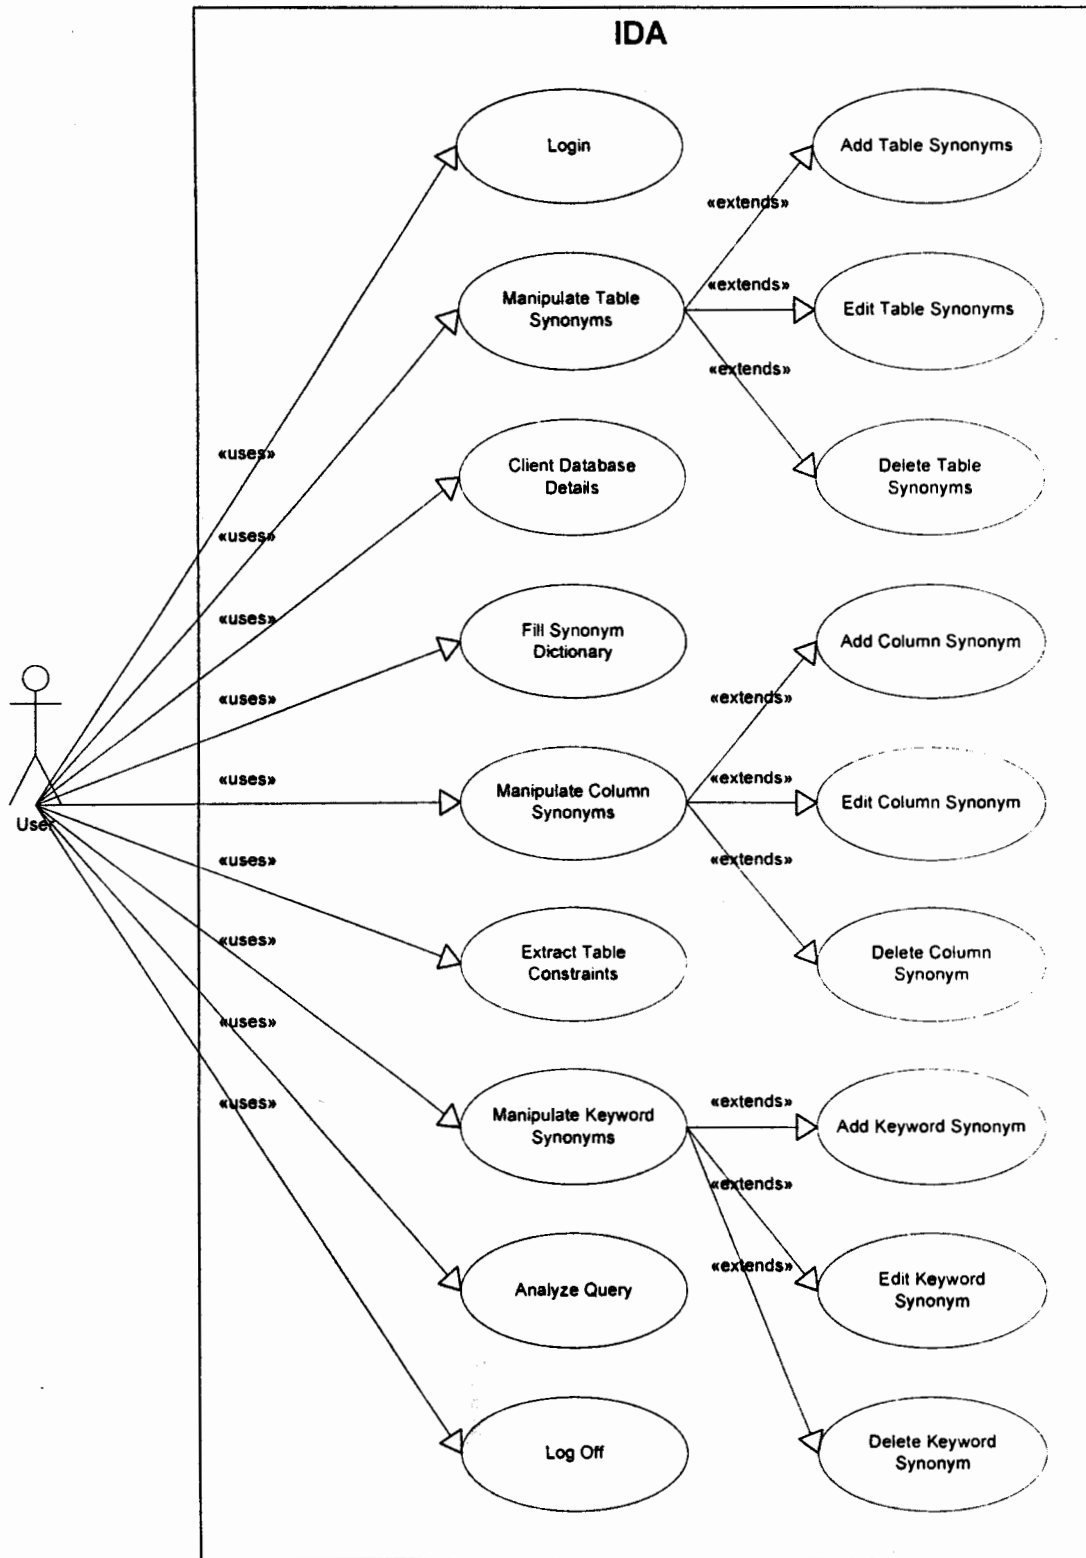 IDA
Login
Add Table Synonyms
«extends»
Manipulate Table
Synonyms
«extends»
Edit Table Synonyms
«extends»
«uses»
Client Database
Details
Delete Table
Synonyms
«uses»
«uses»
Fill Synonym
Dictionary
Add Column Synonym
«uses»
«extends»
«uses»
Manipulate Column
Synonyms
«extends»
Edit Column Synonym
User
«uses»
«extends»
«uses»
Extract Table
Constraints
Delete Column
Synonym
«uses»
«uses»
Manipulate Keyword
Synonyms
«extends»
Add Keyword Synonym
«extends»
«extends»
Analyze Query
Edit Keyword
Synonym
Log Off
Delete Keyword
Synonym